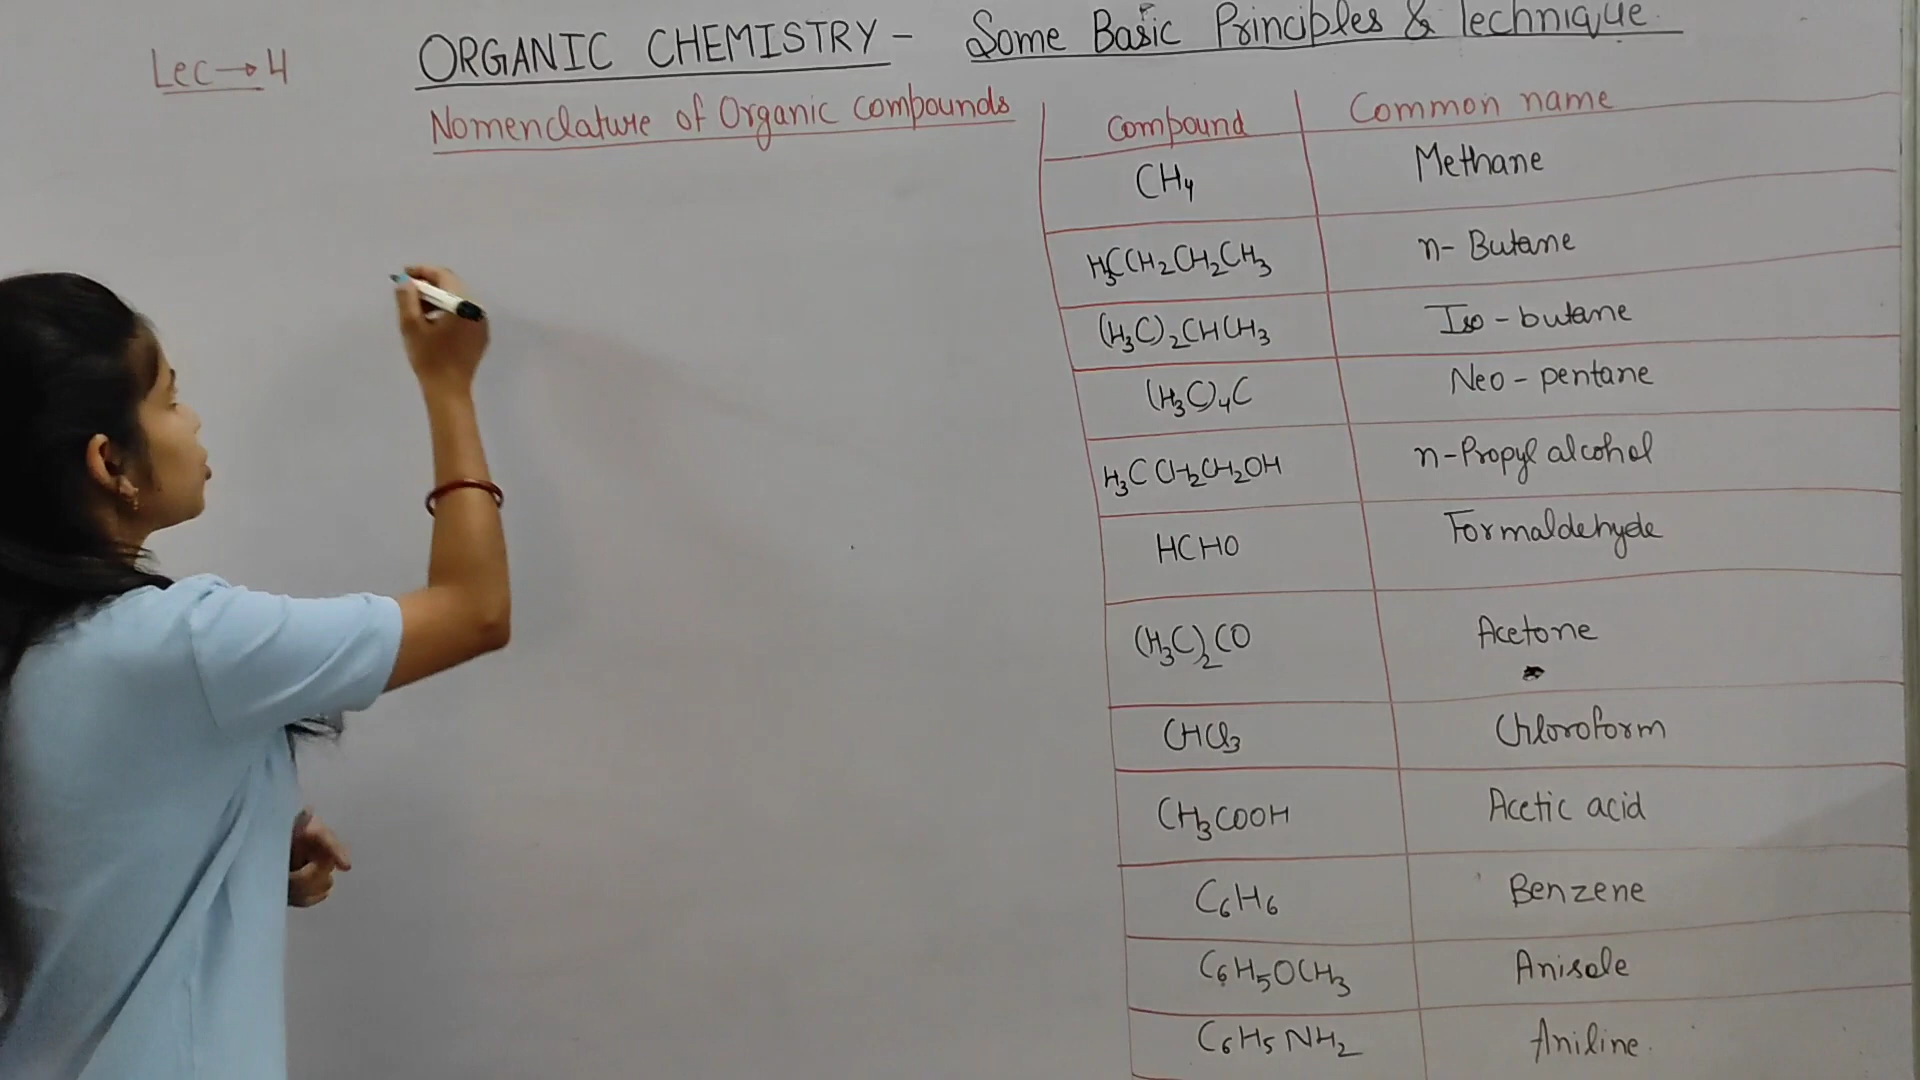 Lec→4
ORGANIC CHEMISTRY - Some Basic Principles & Technique
Nomenclature of Organic compounds
Compound Common name
CH₄ Methane
H₃CCH₂CH₂CH₃ n- Butane
(H₃C)₂CHCH₃ Iso - butane
(H₃C)₄C Neo - pentane
H₃C CH₂CH₂OH n-Propyl alcohol
HCHO Formaldehyde
(H₃C)₂CO Acetone
CHCl₃ Chloroform
CH₃COOH Acetic acid
C₆H₆ Benzene
C₆H₅OCH₃ Anisole
C₆H₅NH₂ Aniline.